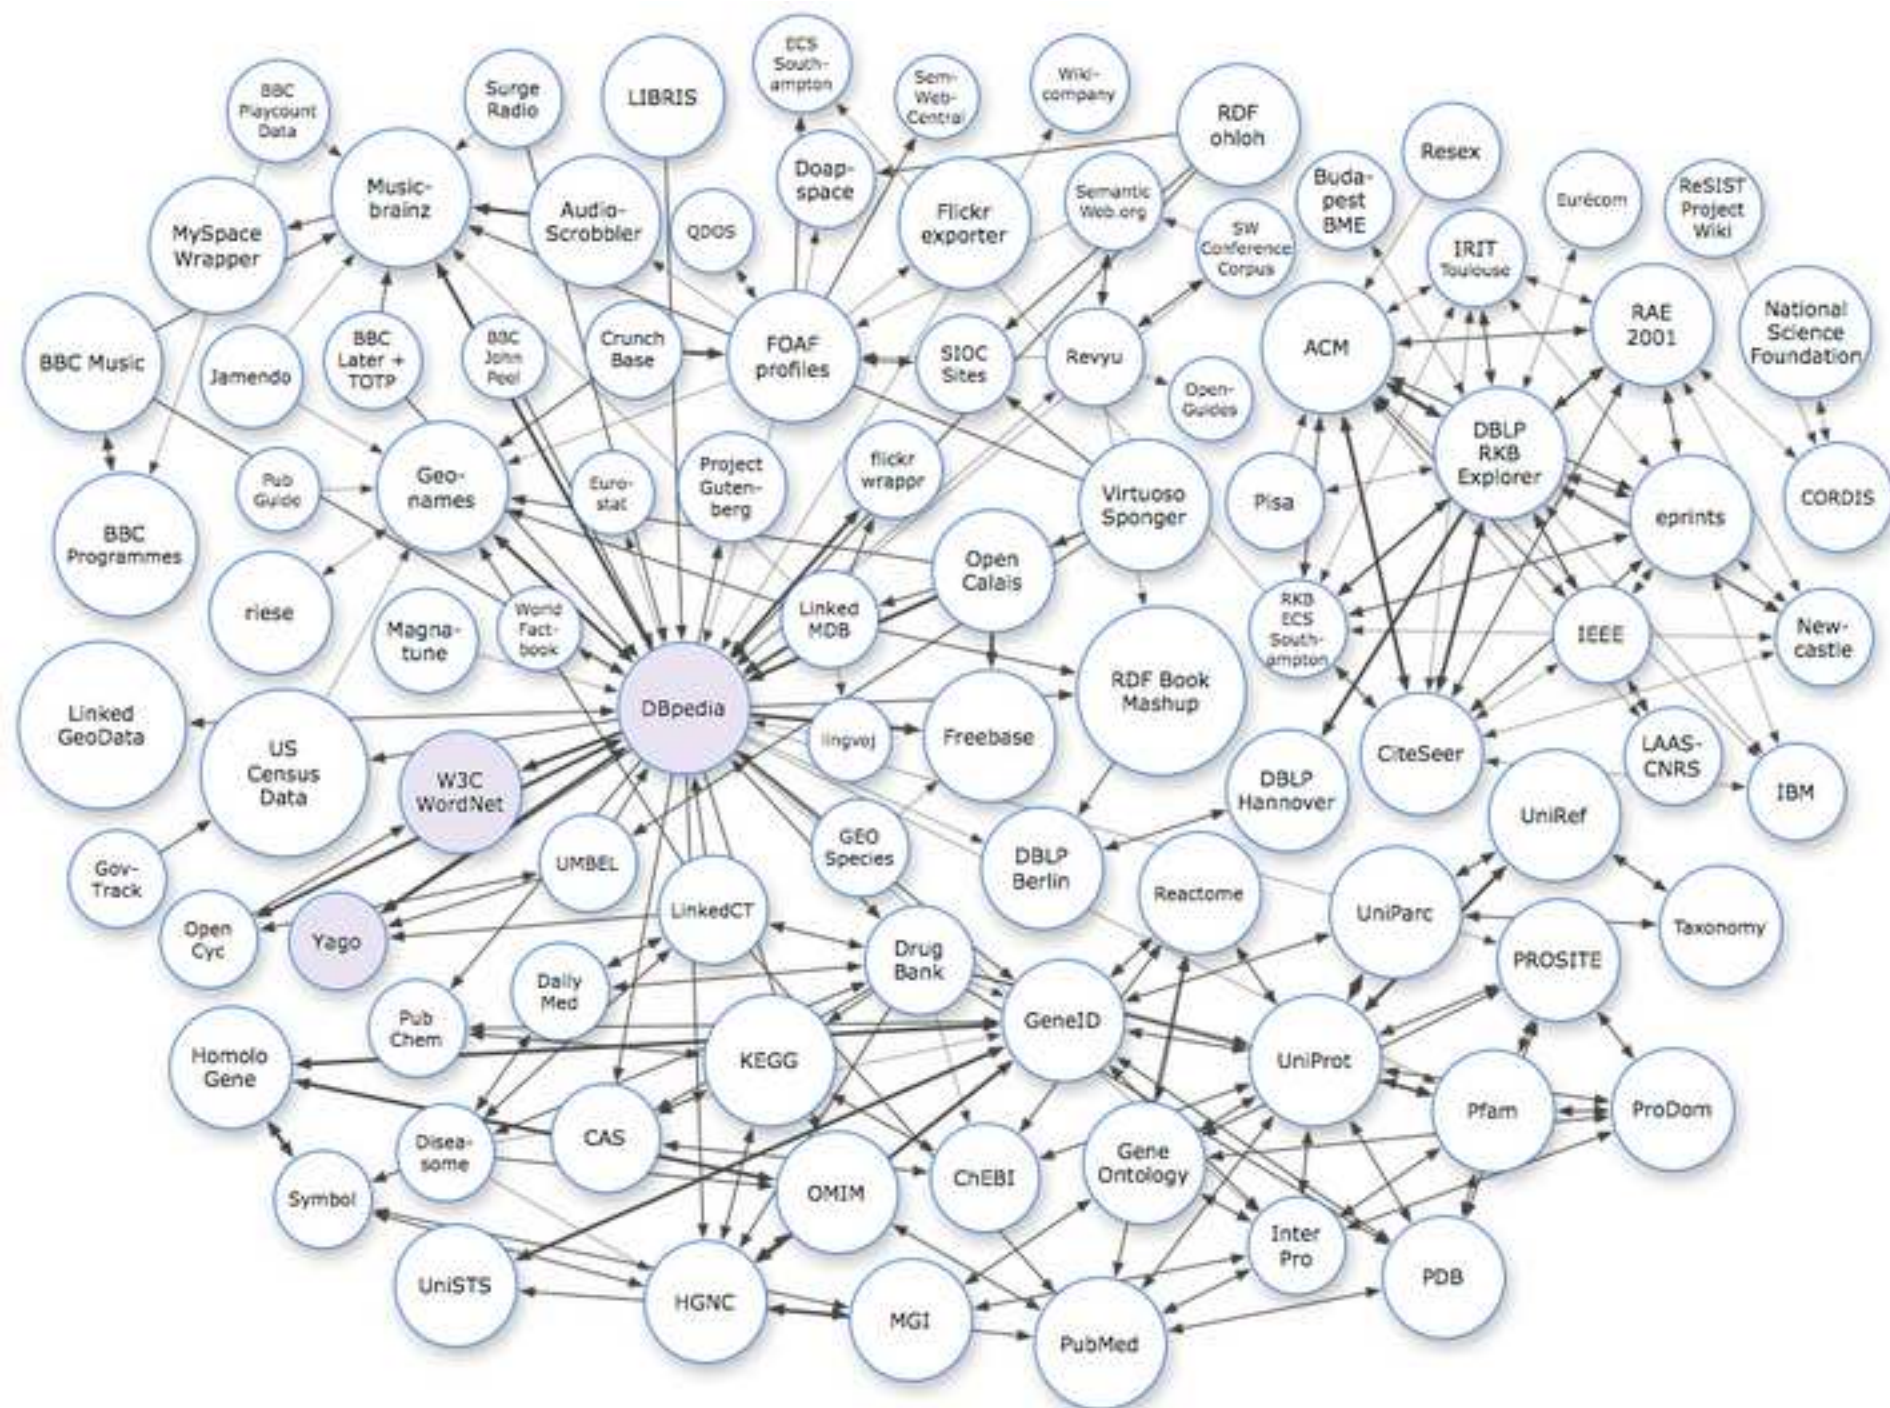 BBC
Playcount
Data
Surge
Radio
LIBRIS
ECS
South-
ampton
Sem-
Web-
Central
Wiki-
company
RDF
ohloh
Resex
Buda-
pest
BME
Eurécom
ReSIST
Project
Wiki
MySpace
Wrapper
Music-
brainz
Audio-
Scrobbler
QDOS
Doap-
space
Flickr
exporter
Semantic
Web.org
SW
Conference
Corpus
IRIT
Toulouse
RAE
2001
National
Science
Foundation
BBC Music
Jamendo
BBC
Later +
TOTP
BBC
John
Peel
Crunch
Base
FOAF
profiles
SIOC
Sites
Revyu
Open-
Guides
ACM
DBLP
RKB
Explorer
BBC
Programmes
Pub
Guide
Geo-
names
Euro-
stat
Project
Guten-
berg
flickr
wrappr
Virtuoso
Sponger
Pisa
eprints
CORDIS
riese
Magna-
tune
World
Fact-
book
Linked
MDB
Open
Calais
RKB
ECS
South-
ampton
IEEE
New-
castle
Linked
GeoData
US
Census
Data
W3C
WordNet
DBpedia
lingvoj
Freebase
RDF Book
Mashup
DBLP
Hannover
CiteSeer
LAAS-
CNRS
IBM
Gov-
Track
Open
Cyc
Yago
UMBEL
LinkedCT
GEO
Species
DBLP
Berlin
Reactome
UniParc
UniRef
Taxonomy
PROSITE
Homolo
Gene
Pub
Chem
Daily
Med
KEGG
Drug
Bank
GeneID
UniProt
Pfam
ProDom
Symbol
Disea-
some
CAS
OMIM
ChEBI
Gene
Ontology
Inter
Pro
PDB
UniSTS
HGNC
MGI
PubMed